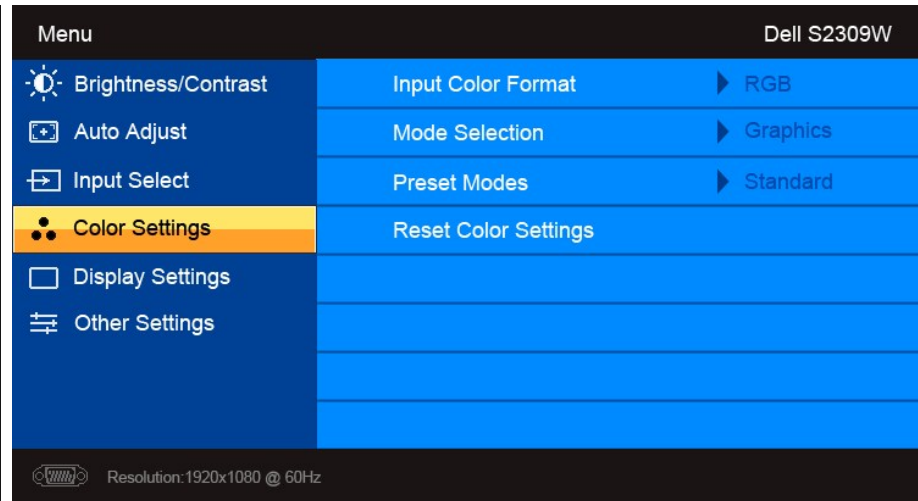 Menu Dell S2309W
Brightness/Contrast Input Color Format RGB
Auto Adjust Mode Selection Graphics
Input Select Preset Modes Standard
Color Settings Reset Color Settings
Display Settings
Other Settings
Resolution:1920x1080 @ 60Hz